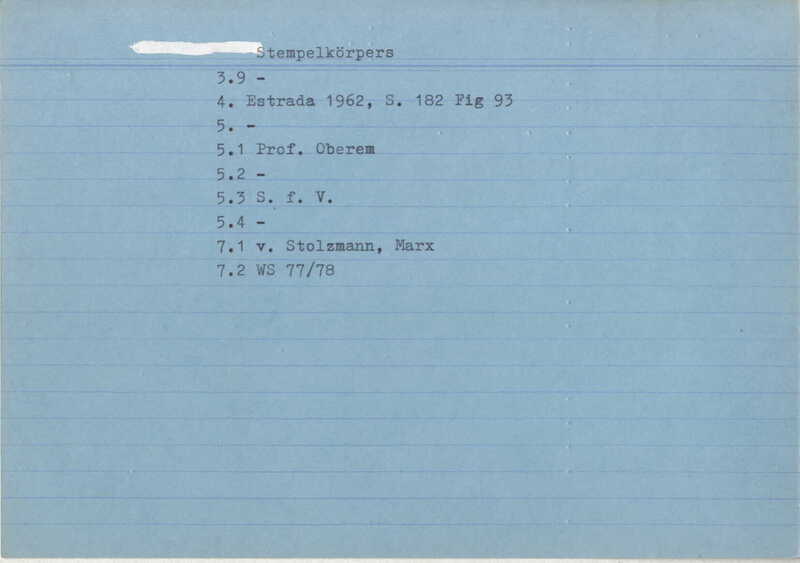 Stempelkörpers
3.9 -
4. Estrada 1962, S. 182 Fig 93
5. -
5.1 Prof. Oberem
5.2 -
5.3 S. f. V.
5.4 -
7.1 v. Stolzmann, Marx
7.2 WS 77/78